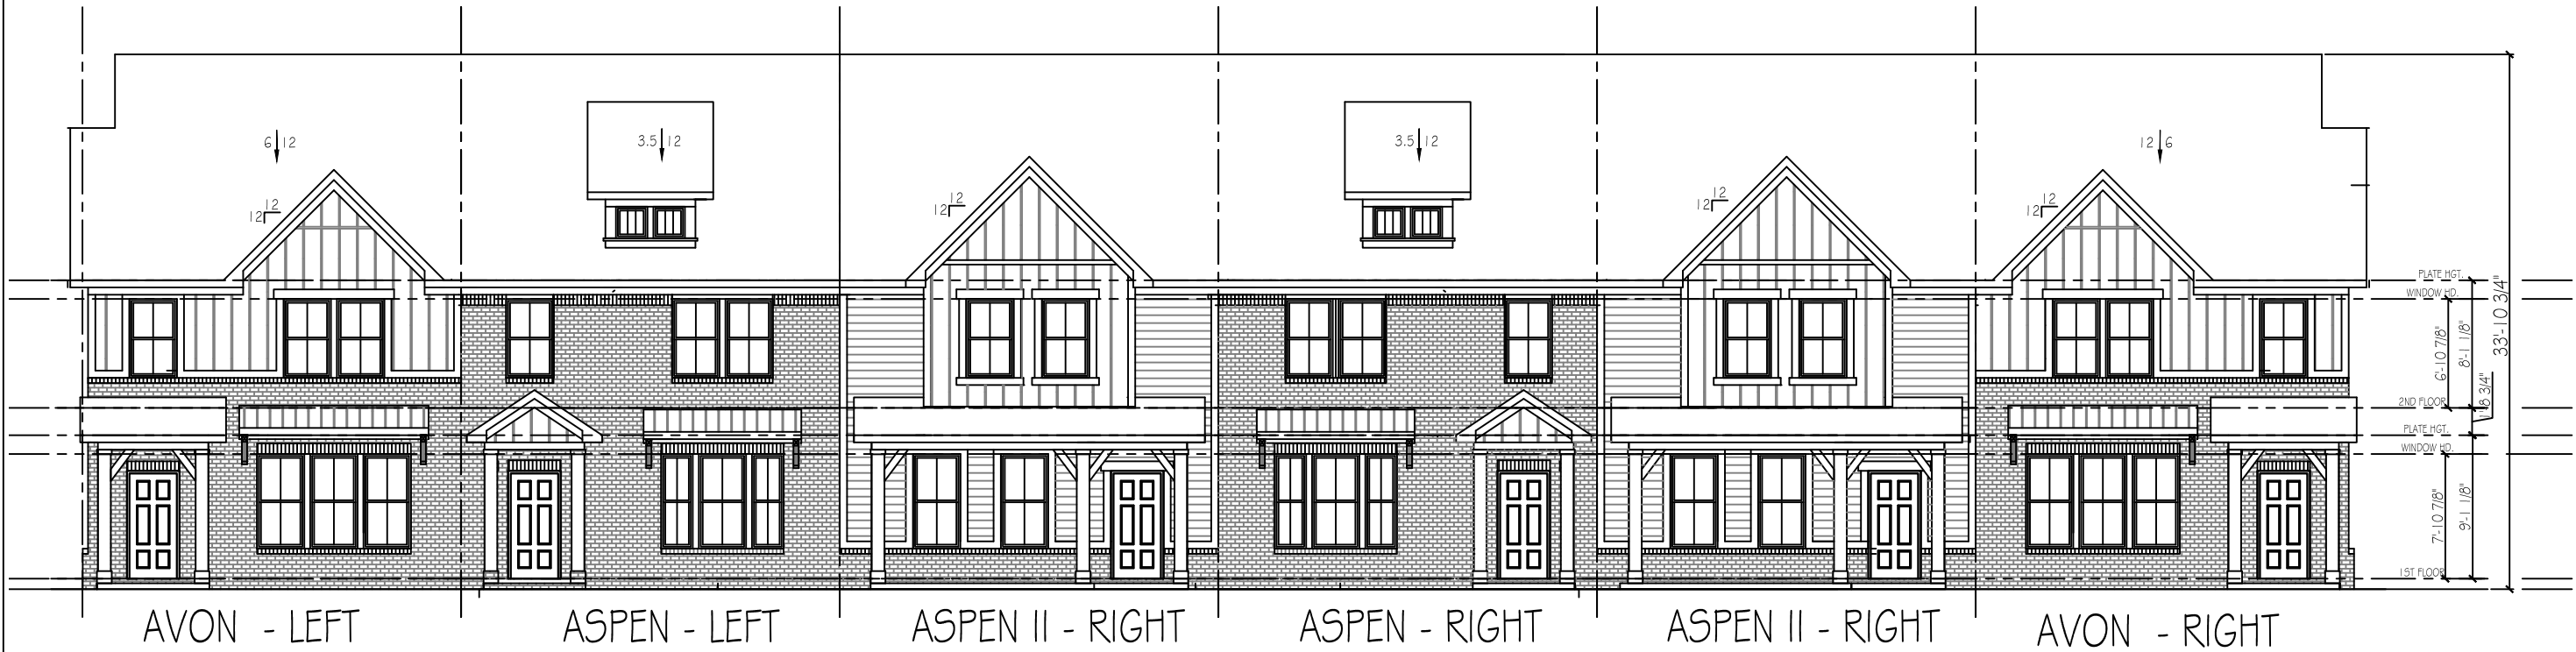 6 12
12
12
3.5 12
12
12
3.5 12
12
12
12 6
12
12
PLATE HGT.
WINDOW HD.
2ND FLOOR
PLATE HGT.
WINDOW HD.
1ST FLOOR
6'-10 7/8"
8'-1 1/8"
33'-10 3/4"
7'-10 7/8"
9'-1 1/8"
AVON - LEFT
ASPEN - LEFT
ASPEN II - RIGHT
ASPEN - RIGHT
ASPEN II - RIGHT
AVON - RIGHT